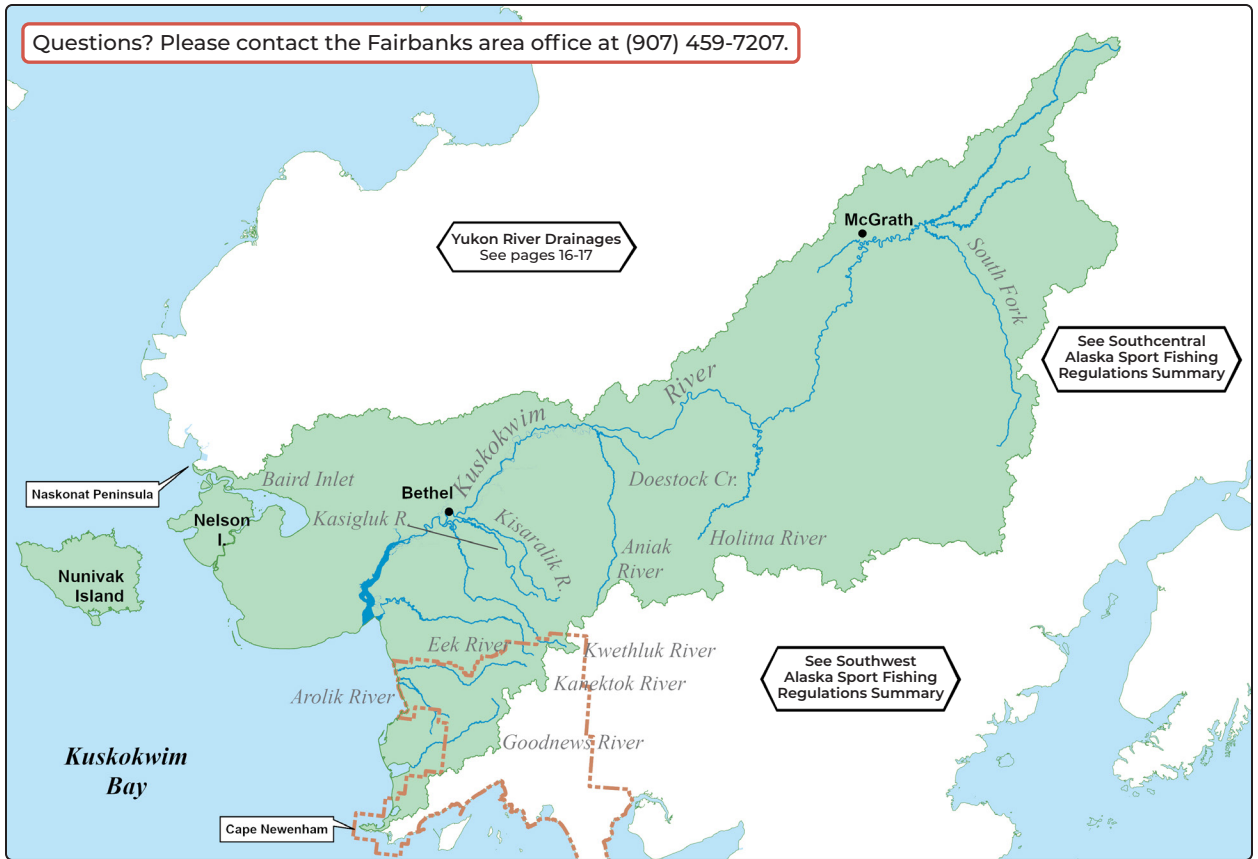 Questions? Please contact the Fairbanks area office at (907) 459-7207.
McGrath
Yukon River Drainages
See pages 16-17
South Fork
See Southcentral
Alaska Sport Fishing
Regulations Summary
River
Kuskokwim
Baird Inlet
Naskonat Peninsula
Bethel
Doestock Cr.
Nelson
I.
Kasigluk R.
Kisaralik R.
Holitna River
Aniak
River
Nunivak
Island
Eek River
Kwethluk River
See Southwest
Alaska Sport Fishing
Regulations Summary
Kanektok River
Arolik River
Goodnews River
Kuskokwim
Bay
Cape Newenham